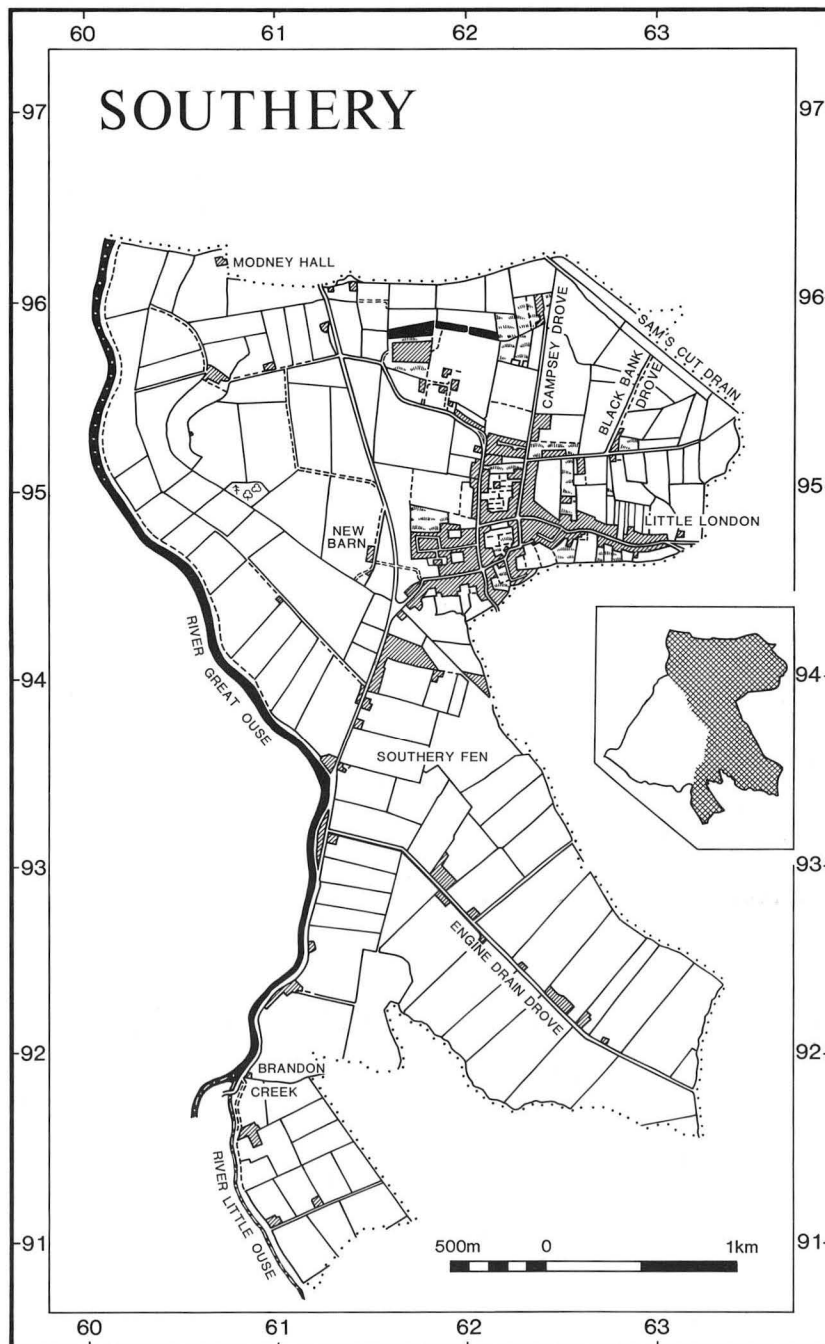 60 61 62 63
97 97
SOUTHERY
MODNEY HALL
96 96
CAMPSEY DROVE
SAM'S CUT DRAIN
BLACK BANK
DROVE
95 95
LITTLE LONDON
NEW
BARN
94 94
RIVER GREAT OUSE
SOUTHERY FEN
93 93
ENGINE DRAIN DROVE
92 92
BRANDON
CREEK
RIVER LITTLE OUSE
91 91
500m 0 1km
60 61 62 63